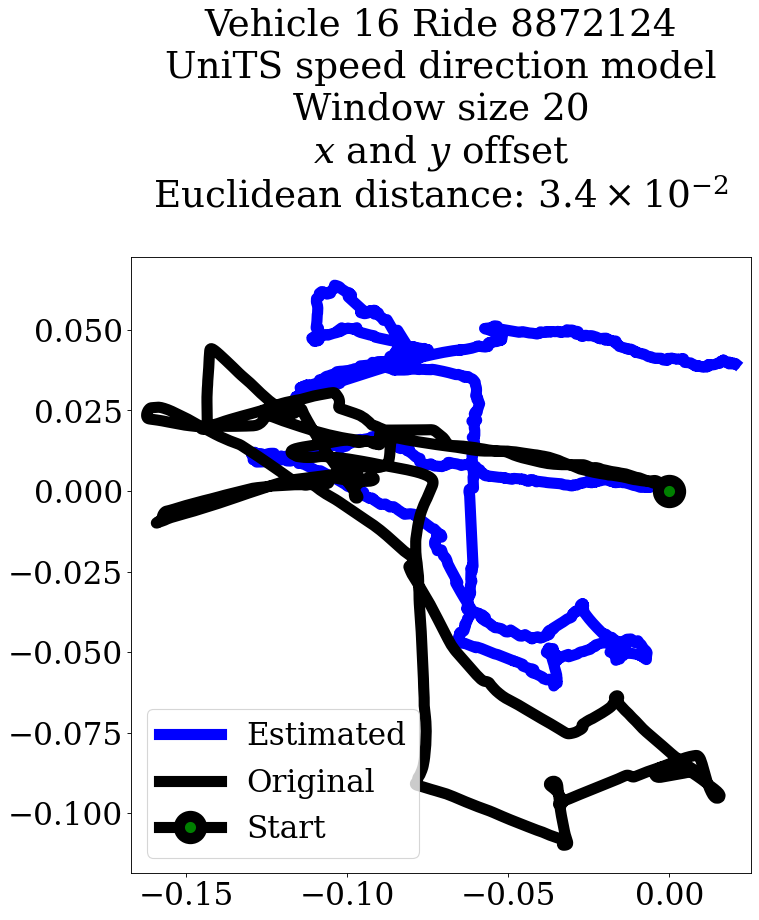 Vehicle 16 Ride 8872124
UniTS speed direction model
Window size 20
x and y offset
Euclidean distance: 3.4 × 10⁻²
0.050
0.025
0.000
−0.025
−0.050
−0.075
−0.100
Estimated
Original
Start
−0.15
−0.10
−0.05
0.00